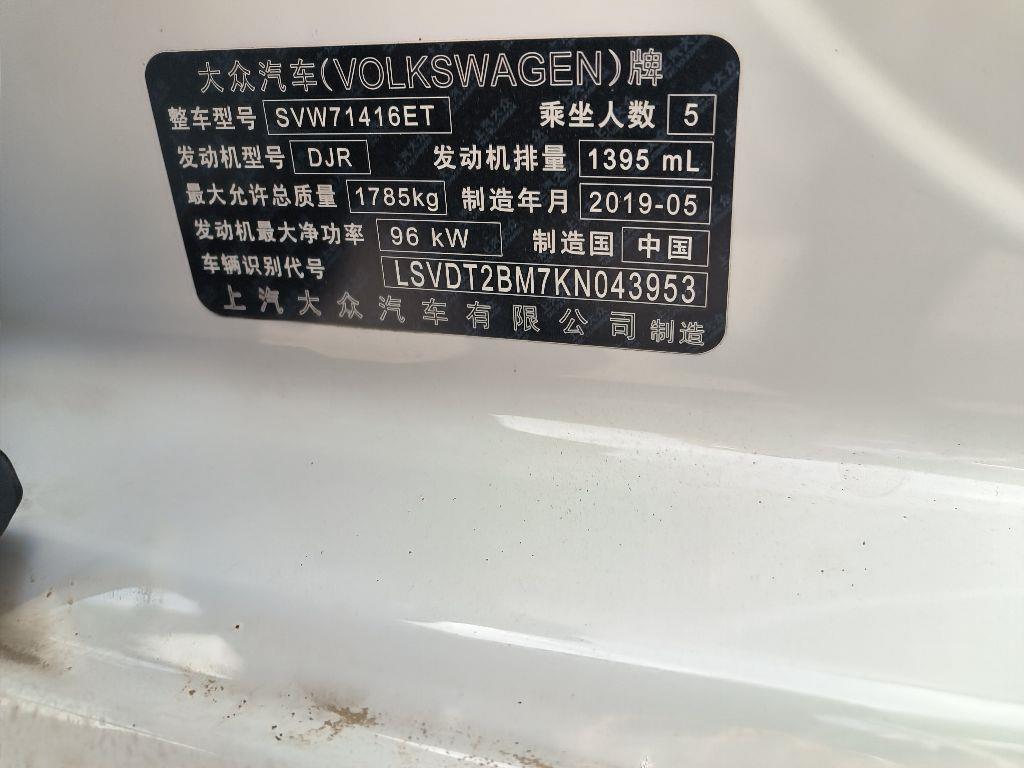 大众汽车(VOLKSWAGEN)牌
整车型号 SVW71416ET 乘坐人数 5
发动机型号 DJR 发动机排量 1395 mL
最大允许总质量 1785kg 制造年月 2019-05
发动机最大净功率 96 kW 制造国 中国
车辆识别代号 LSVDT2BM7KN043953
上汽大众汽车有限公司制造